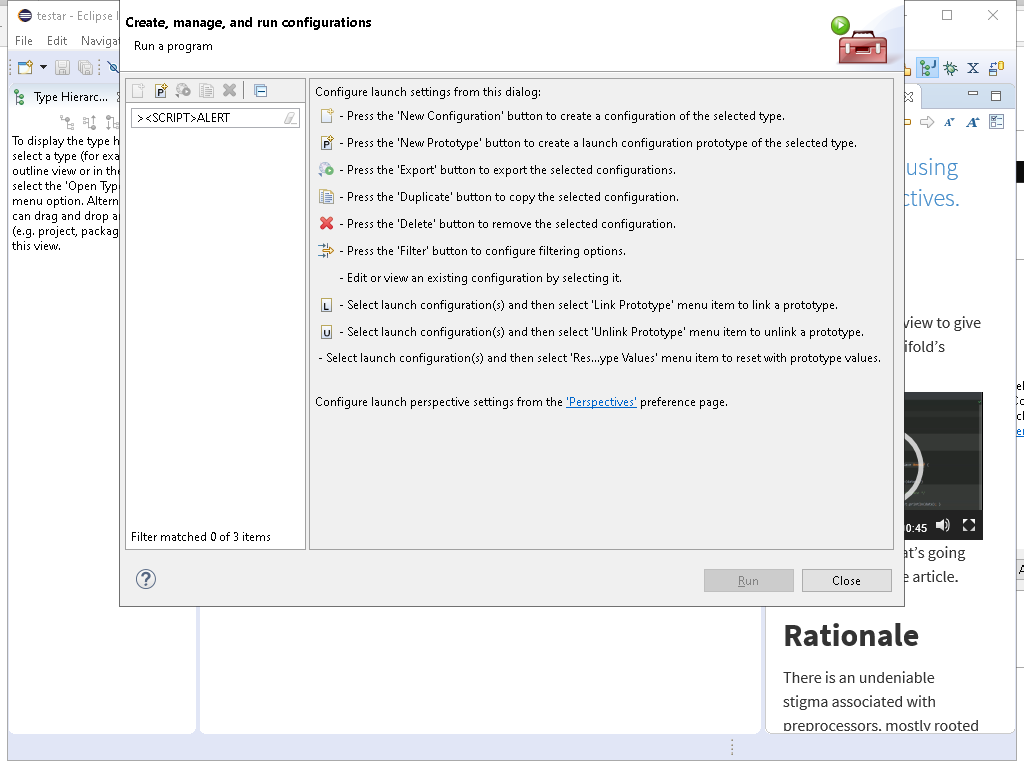 testar - Eclipse I
File Edit Naviga
Type Hierarc...
To display the type h
select a type (for exa
outline view or in the
select the 'Open Typ
menu option. Altern
can drag and drop a
(e.g. project, packag
this view.
Create, manage, and run configurations
Run a program
><SCRIPT>ALERT
Filter matched 0 of 3 items
Configure launch settings from this dialog:
- Press the 'New Configuration' button to create a configuration of the selected type.
- Press the 'New Prototype' button to create a launch configuration prototype of the selected type.
- Press the 'Export' button to export the selected configurations.
- Press the 'Duplicate' button to copy the selected configuration.
- Press the 'Delete' button to remove the selected configuration.
- Press the 'Filter' button to configure filtering options.
- Edit or view an existing configuration by selecting it.
L - Select launch configuration(s) and then select 'Link Prototype' menu item to link a prototype.
U - Select launch configuration(s) and then select 'Unlink Prototype' menu item to unlink a prototype.
- Select launch configuration(s) and then select 'Res...ype Values' menu item to reset with prototype values.
Configure launch perspective settings from the 'Perspectives' preference page.
Run
Close
using
ctives.
view to give
ifold's
0:45
at's going
e article.
Rationale
There is an undeniable
stigma associated with
preprocessors, mostly rooted